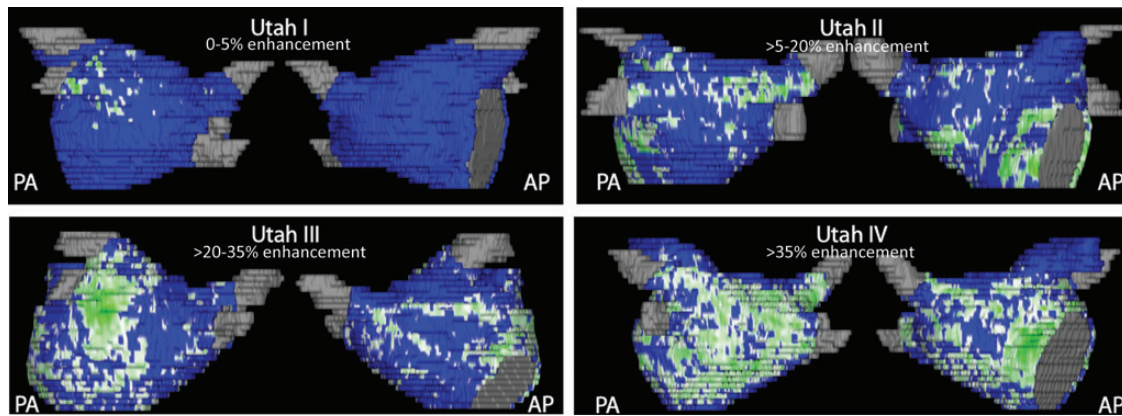 Utah I
0-5% enhancement
PA
AP
Utah II
>5-20% enhancement
PA
AP
Utah III
>20-35% enhancement
PA
AP
Utah IV
>35% enhancement
PA
AP